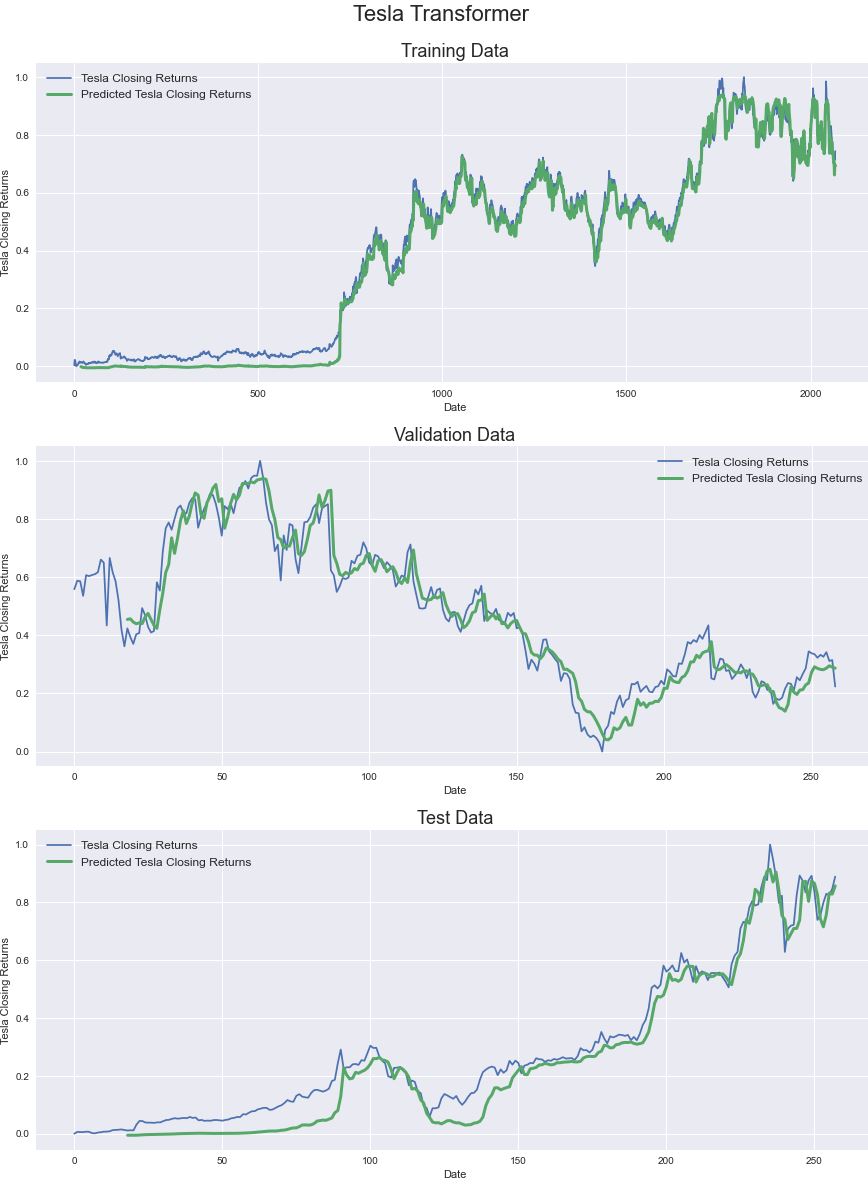 Tesla Transformer
Training Data
Tesla Closing Returns
Predicted Tesla Closing Returns
Tesla Closing Returns
1.0
0.8
0.6
0.4
0.2
0.0
0 500 1000 1500 2000
Date
Validation Data
Tesla Closing Returns
Predicted Tesla Closing Returns
Tesla Closing Returns
1.0
0.8
0.6
0.4
0.2
0.0
0 50 100 150 200 250
Date
Test Data
Tesla Closing Returns
Predicted Tesla Closing Returns
Tesla Closing Returns
1.0
0.8
0.6
0.4
0.2
0.0
0 50 100 150 200 250
Date